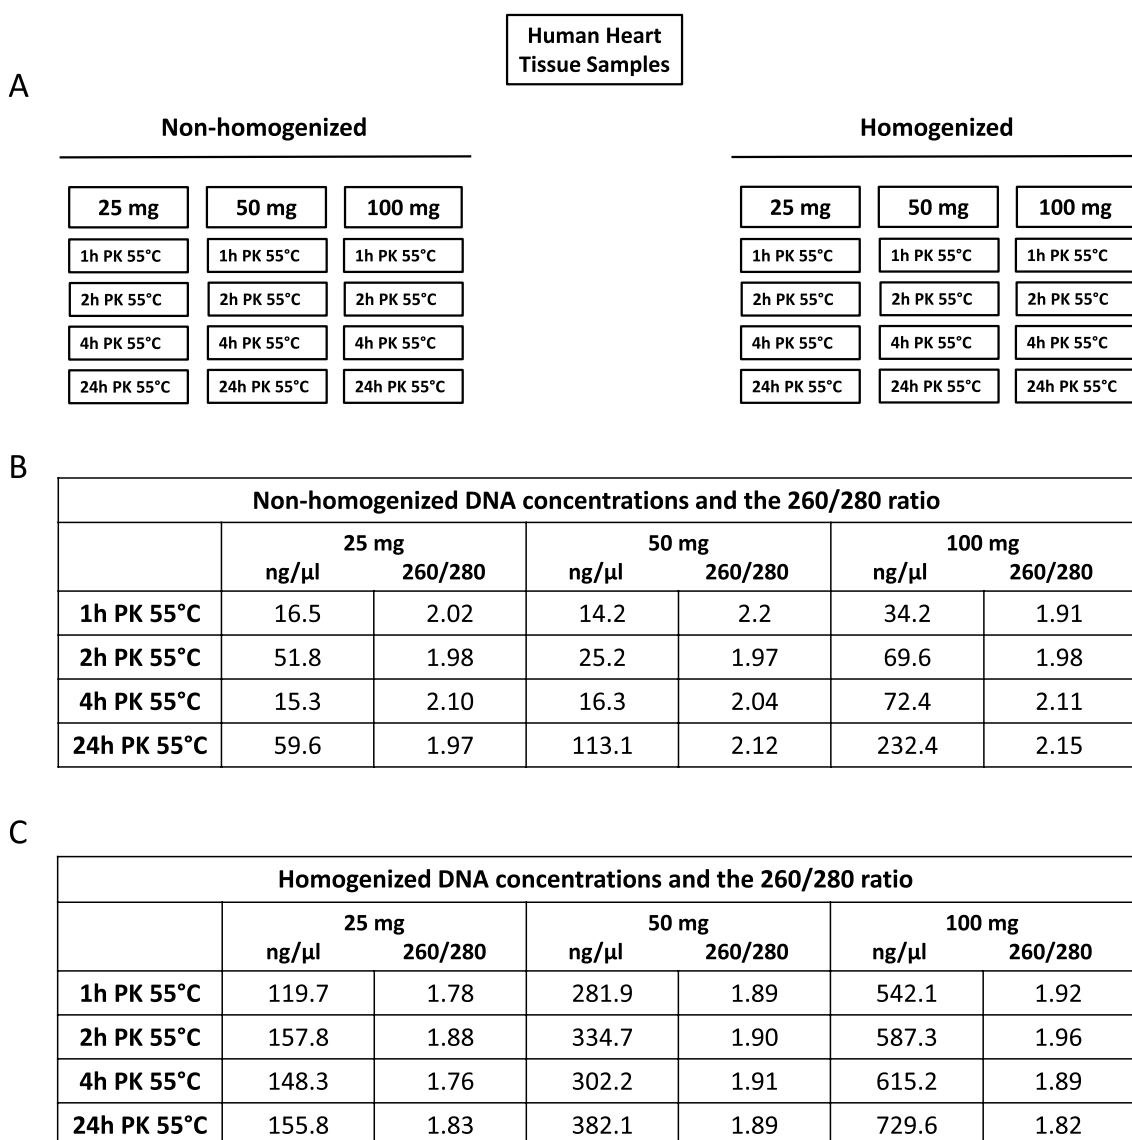 Human Heart
Tissue Samples
A
Non-homogenized Homogenized
25 mg 50 mg 100 mg 25 mg 50 mg 100 mg
1h PK 55°C 1h PK 55°C 1h PK 55°C 1h PK 55°C 1h PK 55°C 1h PK 55°C
2h PK 55°C 2h PK 55°C 2h PK 55°C 2h PK 55°C 2h PK 55°C 2h PK 55°C
4h PK 55°C 4h PK 55°C 4h PK 55°C 4h PK 55°C 4h PK 55°C 4h PK 55°C
24h PK 55°C 24h PK 55°C 24h PK 55°C 24h PK 55°C 24h PK 55°C 24h PK 55°C
B
Non-homogenized DNA concentrations and the 260/280 ratio
25 mg 50 mg 100 mg
ng/µl 260/280 ng/µl 260/280 ng/µl 260/280
1h PK 55°C 16.5 2.02 14.2 2.2 34.2 1.91
2h PK 55°C 51.8 1.98 25.2 1.97 69.6 1.98
4h PK 55°C 15.3 2.10 16.3 2.04 72.4 2.11
24h PK 55°C 59.6 1.97 113.1 2.12 232.4 2.15
C
Homogenized DNA concentrations and the 260/280 ratio
25 mg 50 mg 100 mg
ng/µl 260/280 ng/µl 260/280 ng/µl 260/280
1h PK 55°C 119.7 1.78 281.9 1.89 542.1 1.92
2h PK 55°C 157.8 1.88 334.7 1.90 587.3 1.96
4h PK 55°C 148.3 1.76 302.2 1.91 615.2 1.89
24h PK 55°C 155.8 1.83 382.1 1.89 729.6 1.82